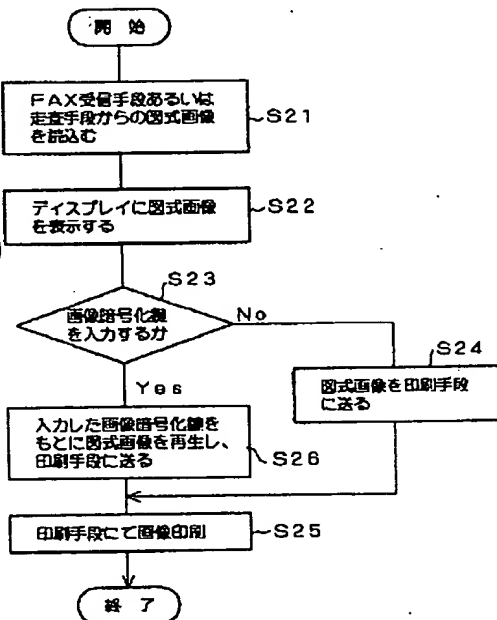 開 始
FAX受信手段あるいは
走査手段からの図式画像
を読込む
S21
ディスプレイに図式画像
を表示する
S22
S23
画像暗号化鍵
を入力するか
No
Yes
S24
図式画像を印刷手段
に送る
入力した画像暗号化鍵を
もとに図式画像を再生し、
印刷手段に送る
S26
印刷手段にて画像印刷
S25
終 了